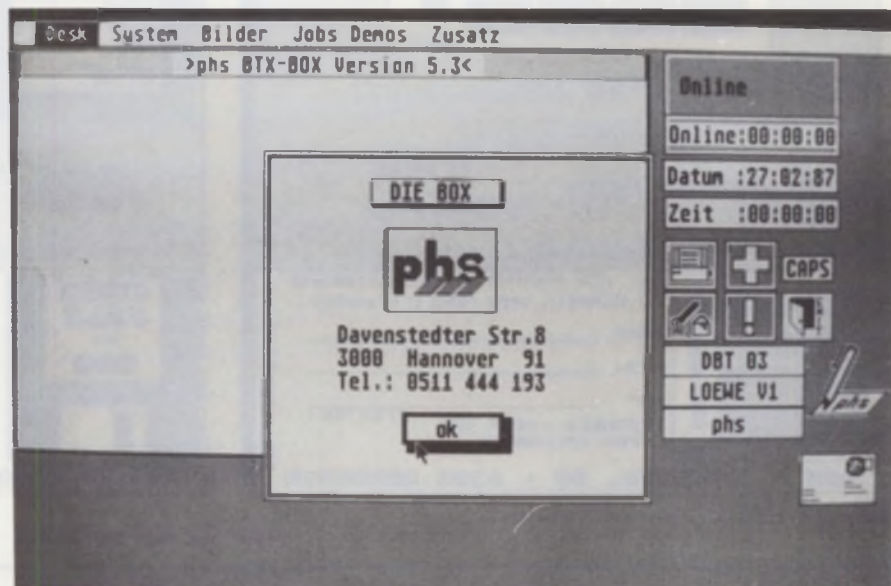 Desk System Bilder Jobs Demos Zusatz
>phs BTX-BOX Version 5.3<
Online
Online:00:00:00
Datum :27:02:87
Zeit :00:00:00
CAPS
EXIT
DBT 03
LOEWE V1
phs
phs
DIE BOX
phs
Davenstedter Str.8
3000 Hannover 91
Tel.: 0511 444 193
ok